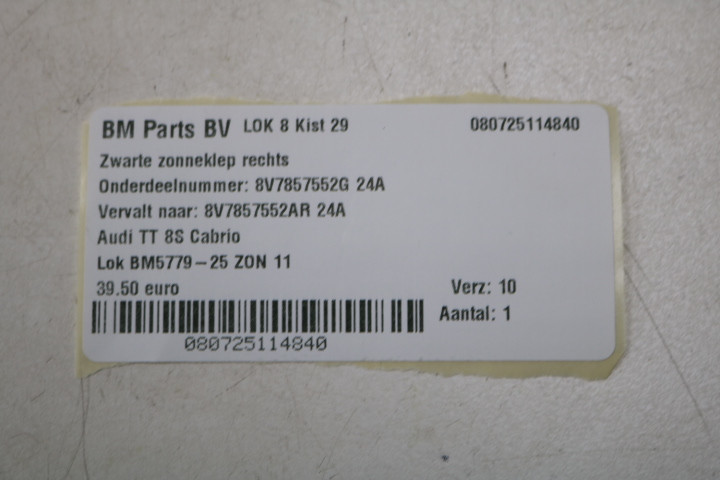 BM Parts BV LOK 8 Kist 29 080725114840
Zwarte zonneklep rechts
Onderdeelnummer: 8V7857552G 24A
Vervalt naar: 8V7857552AR 24A
Audi TT 8S Cabrio
Lok BM5779-25 ZON 11
39.50 euro Verz: 10
Aantal: 1
080725114840